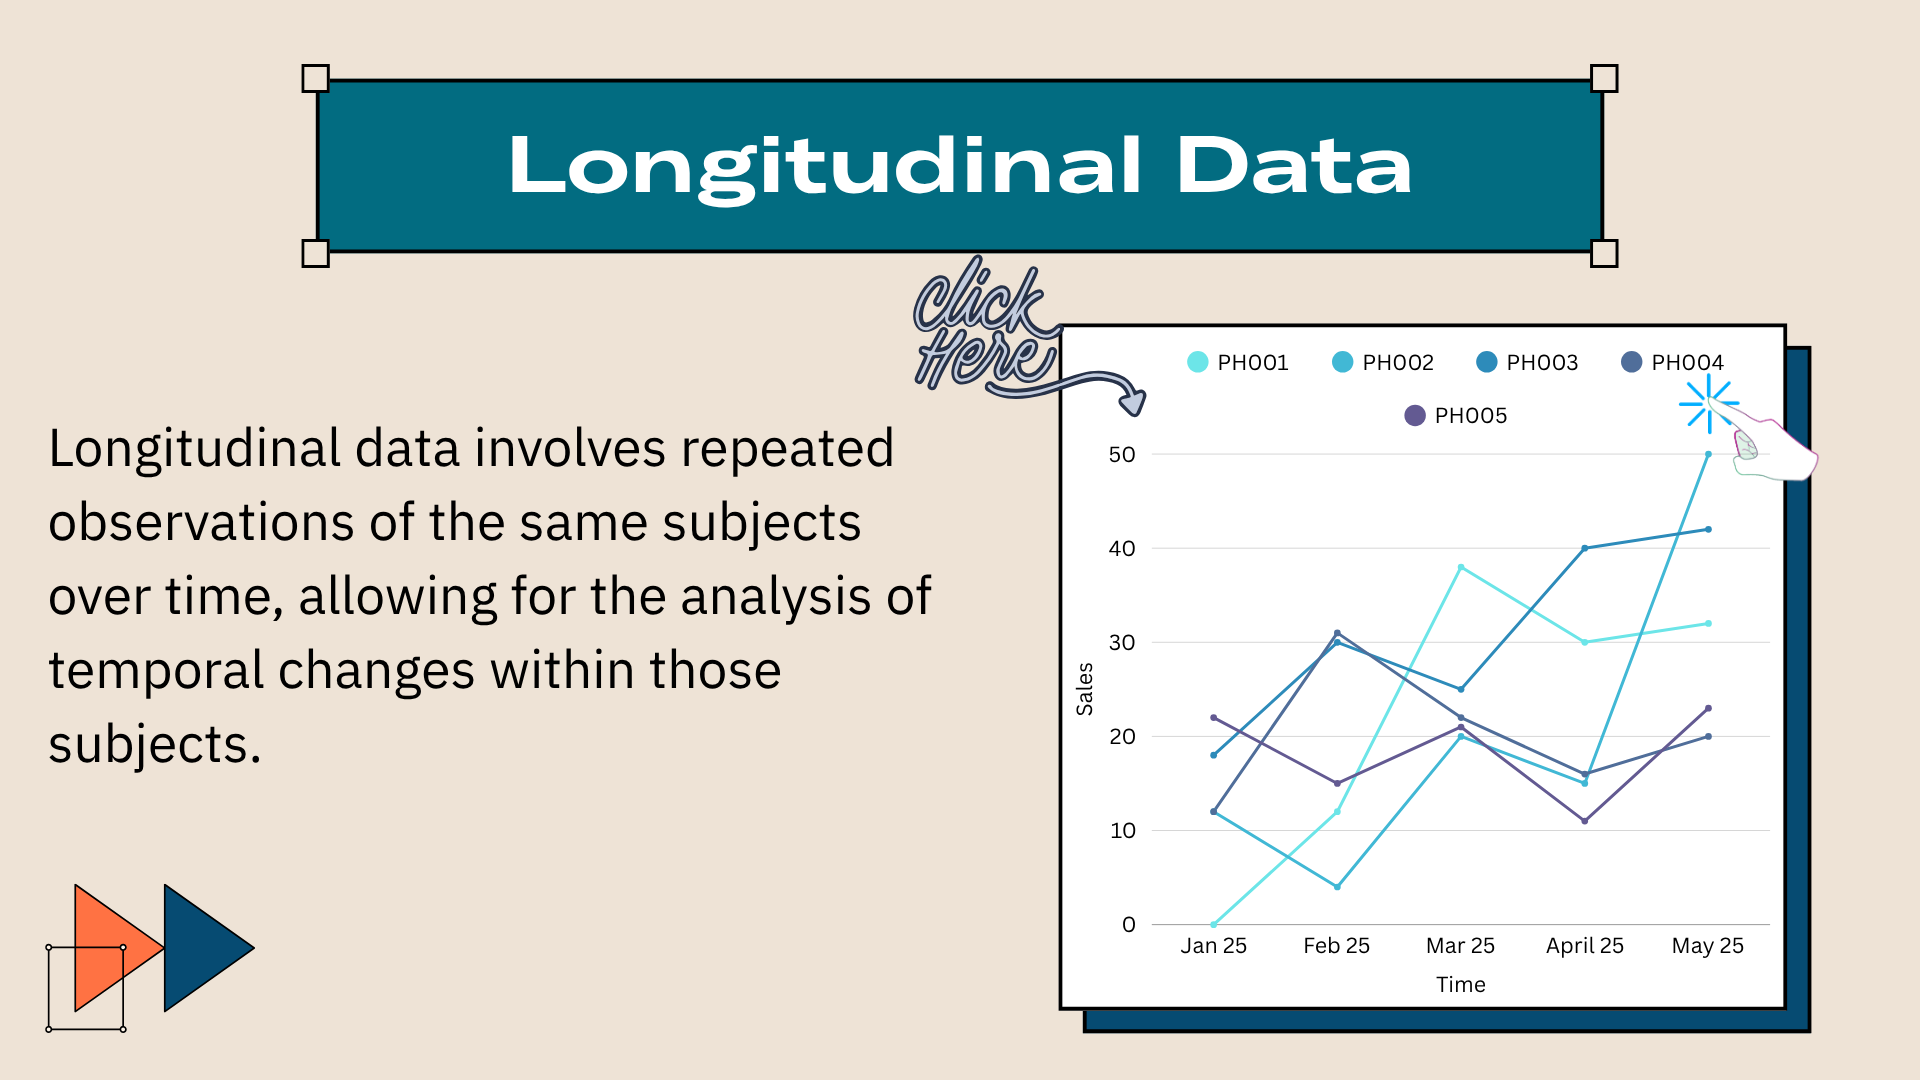 Longitudinal Data
Click
Here
Longitudinal data involves repeated
observations of the same subjects
over time, allowing for the analysis of
temporal changes within those
subjects.
PH001 PH002 PH003 PH004
PH005
50
40
30
20
10
0
Sales
Jan 25 Feb 25 Mar 25 April 25 May 25
Time